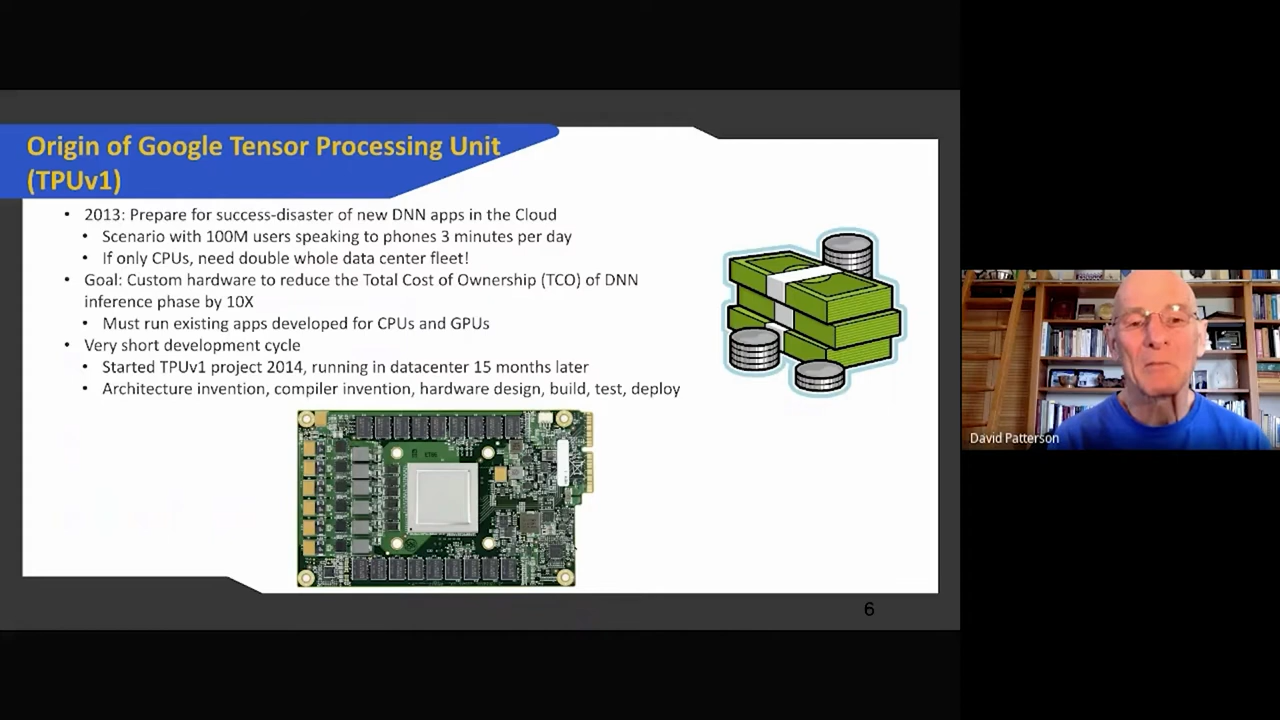 Origin of Google Tensor Processing Unit
(TPUv1)
• 2013: Prepare for success-disaster of new DNN apps in the Cloud
• Scenario with 100M users speaking to phones 3 minutes per day
• If only CPUs, need double whole data center fleet!
• Goal: Custom hardware to reduce the Total Cost of Ownership (TCO) of DNN
inference phase by 10X
• Must run existing apps developed for CPUs and GPUs
• Very short development cycle
• Started TPUv1 project 2014, running in datacenter 15 months later
• Architecture invention, compiler invention, hardware design, build, test, deploy
David Patterson
6